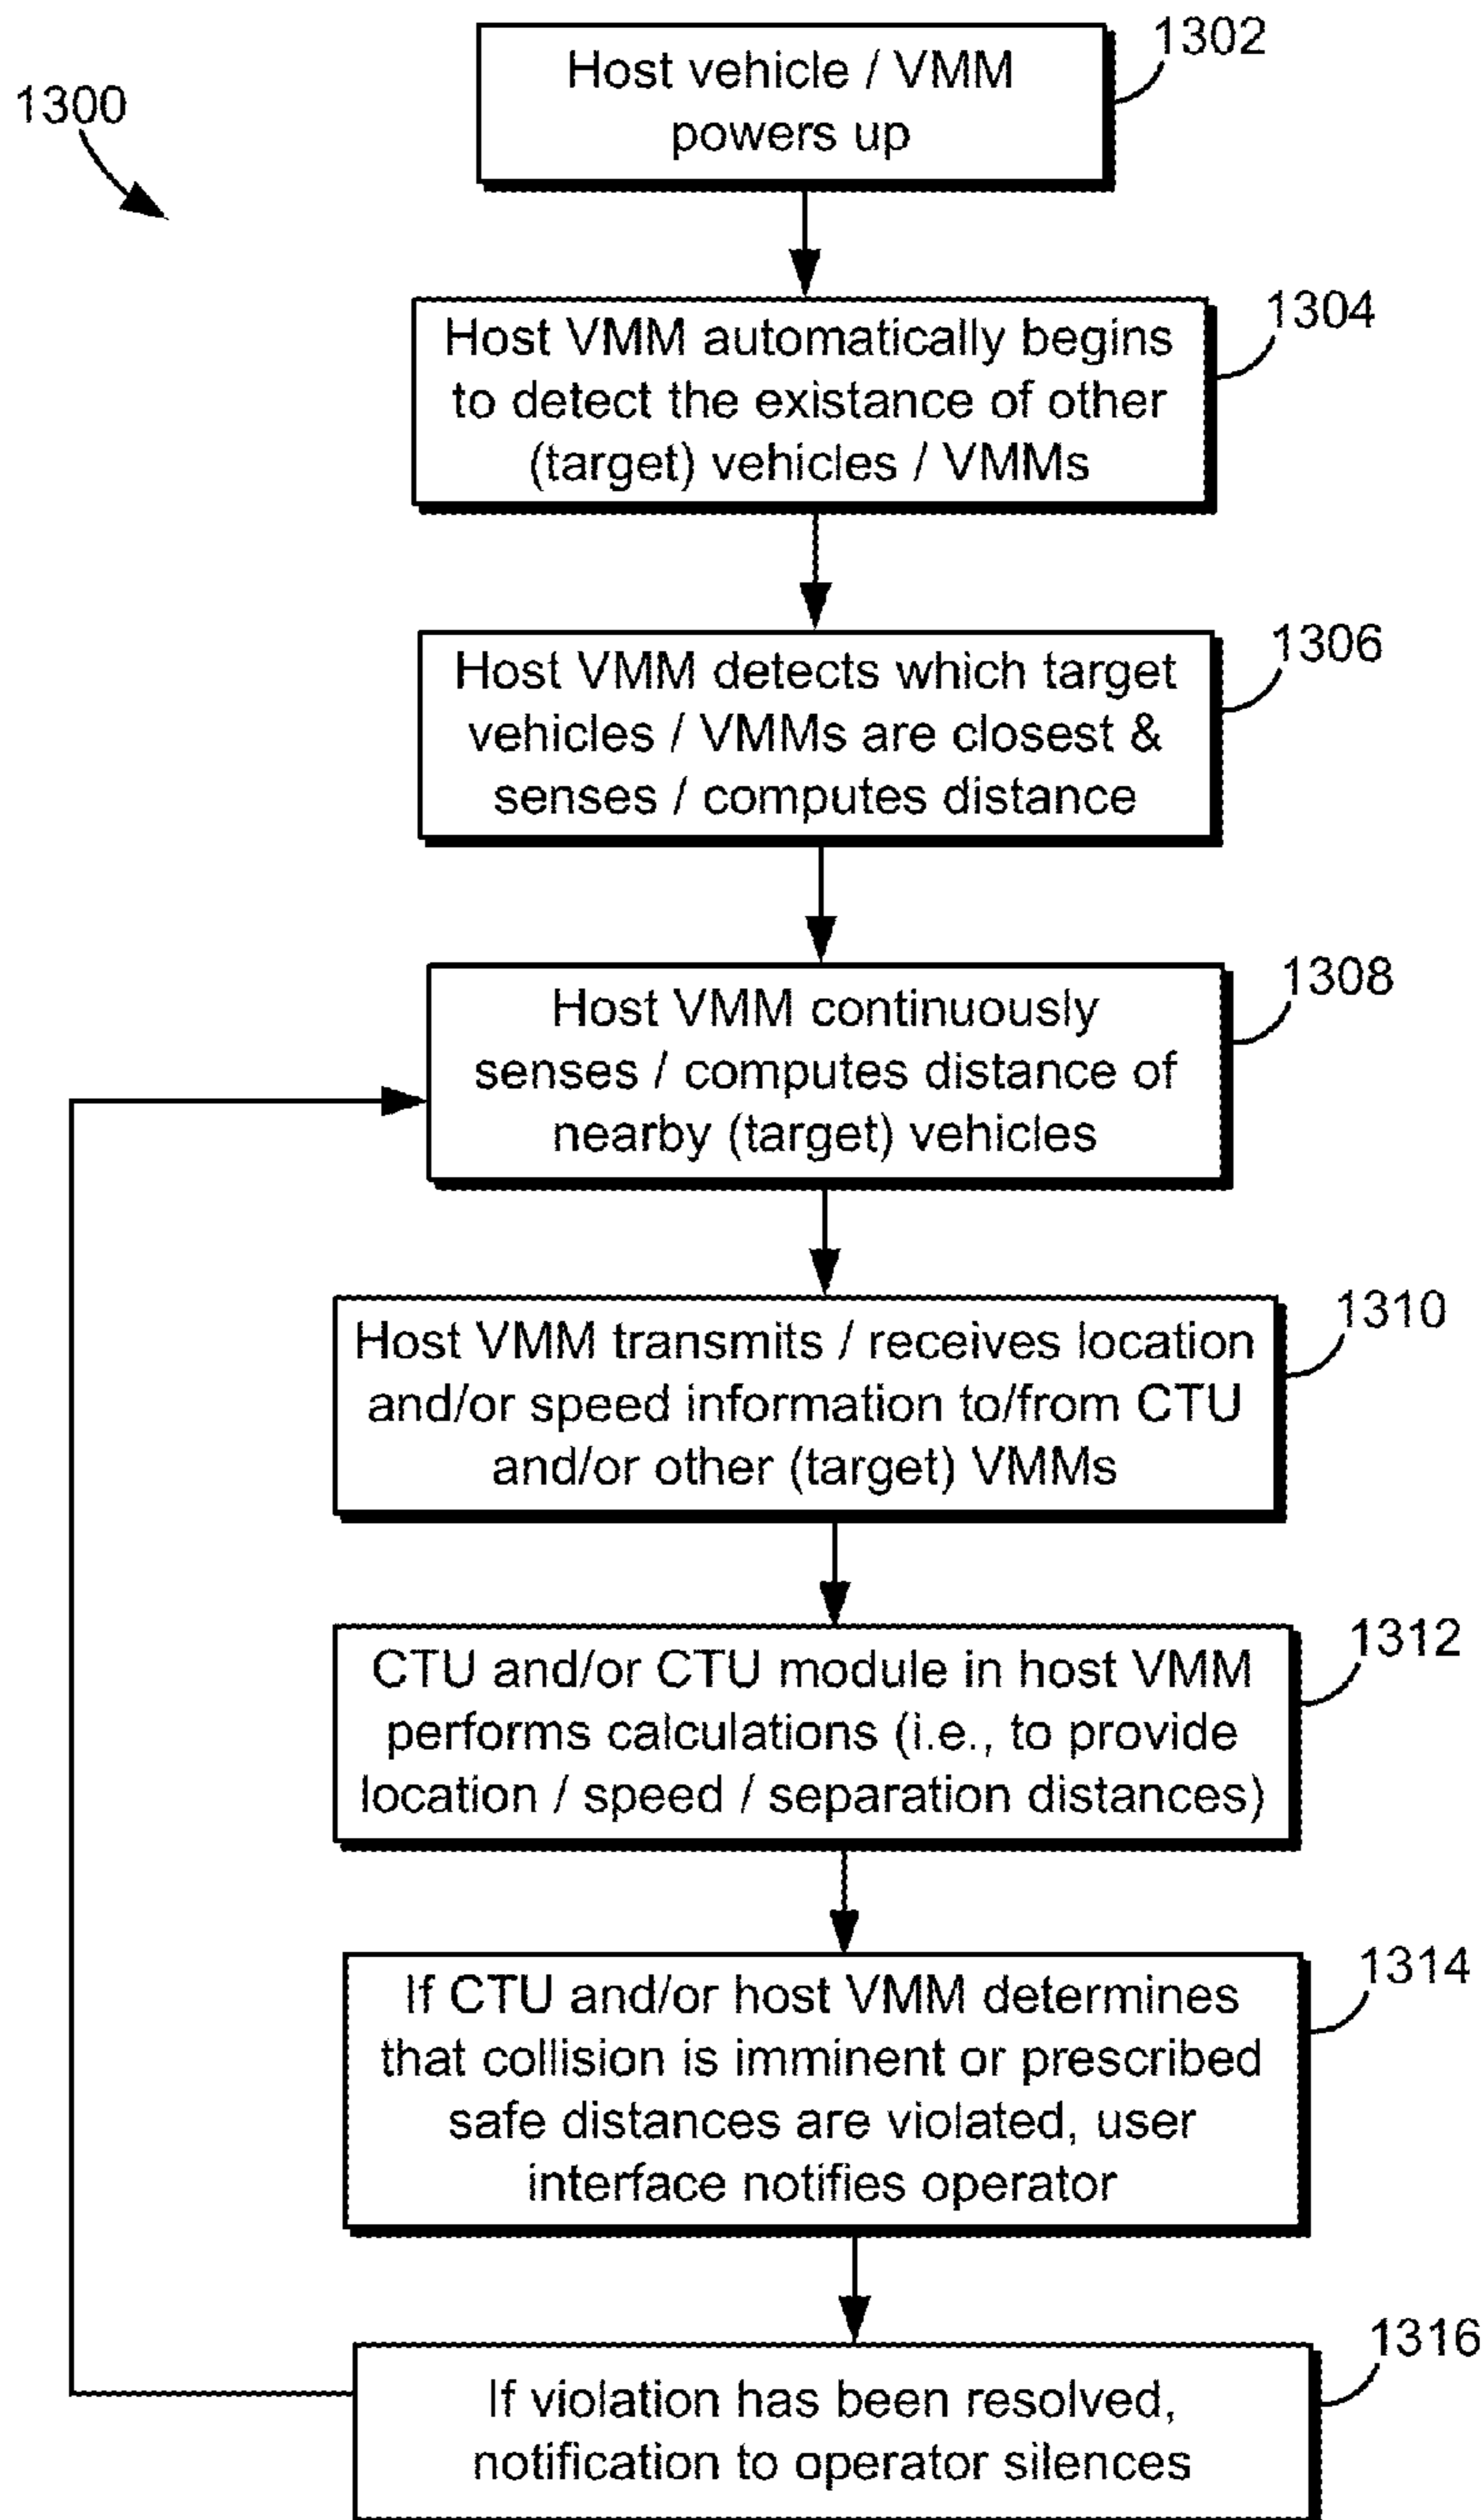 1300
1302
Host vehicle / VMM
powers up
1304
Host VMM automatically begins
to detect the existance of other
(target) vehicles / VMMs
1306
Host VMM detects which target
vehicles / VMMs are closest &
senses / computes distance
1308
Host VMM continuously
senses / computes distance of
nearby (target) vehicles
1310
Host VMM transmits / receives location
and/or speed information to/from CTU
and/or other (target) VMMs
1312
CTU and/or CTU module in host VMM
performs calculations (i.e., to provide
location / speed / separation distances)
1314
If CTU and/or host VMM determines
that collision is imminent or prescribed
safe distances are violated, user
interface notifies operator
1316
If violation has been resolved,
notification to operator silences